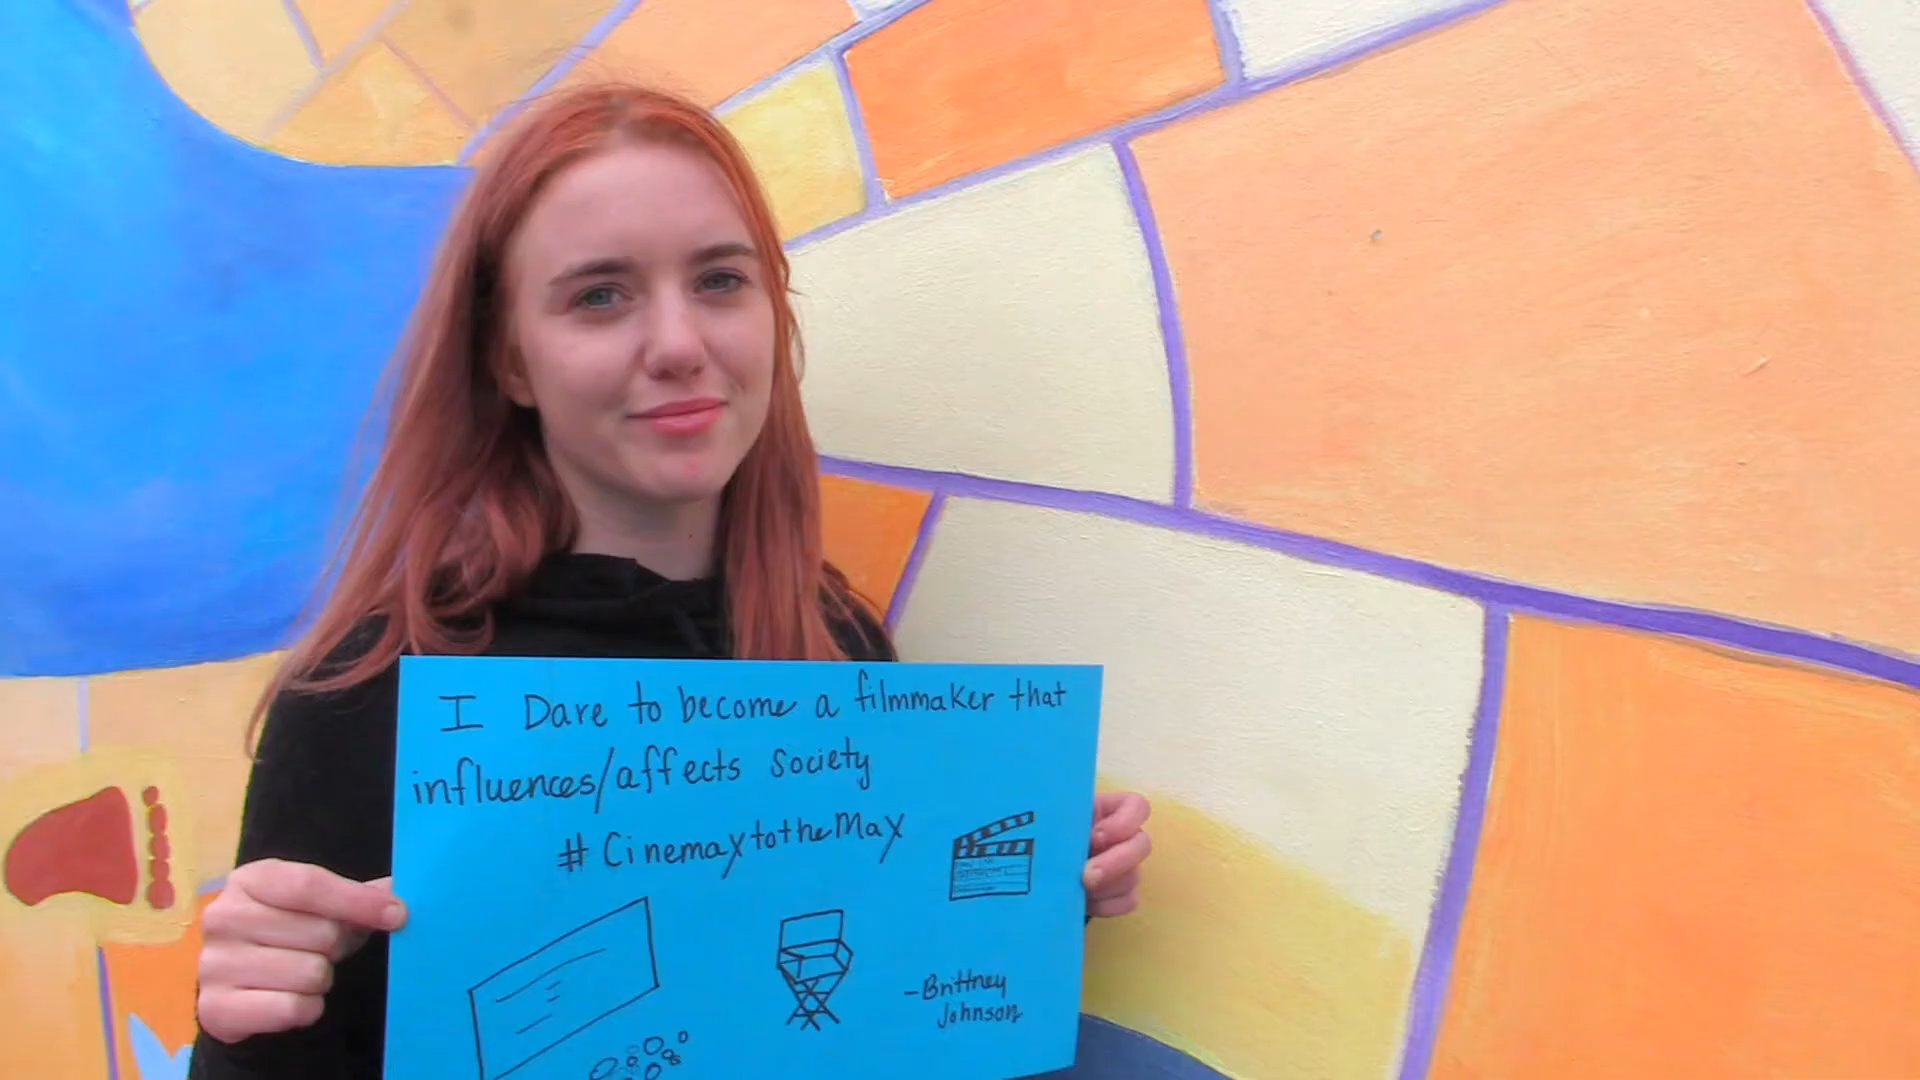 I Dare to become a filmmaker that
influences/affects society
#CinemaxtotheMax
-Brittney
Johnson